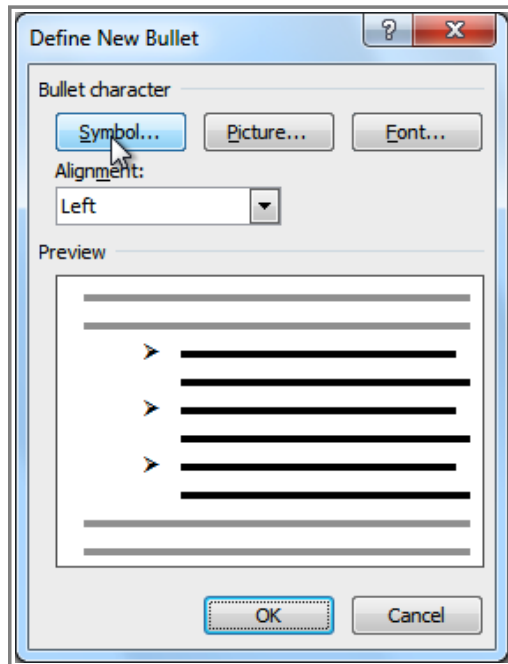 Define New Bullet
Bullet character
Symbol... Picture... Font...
Alignment:
Left
Preview
OK Cancel